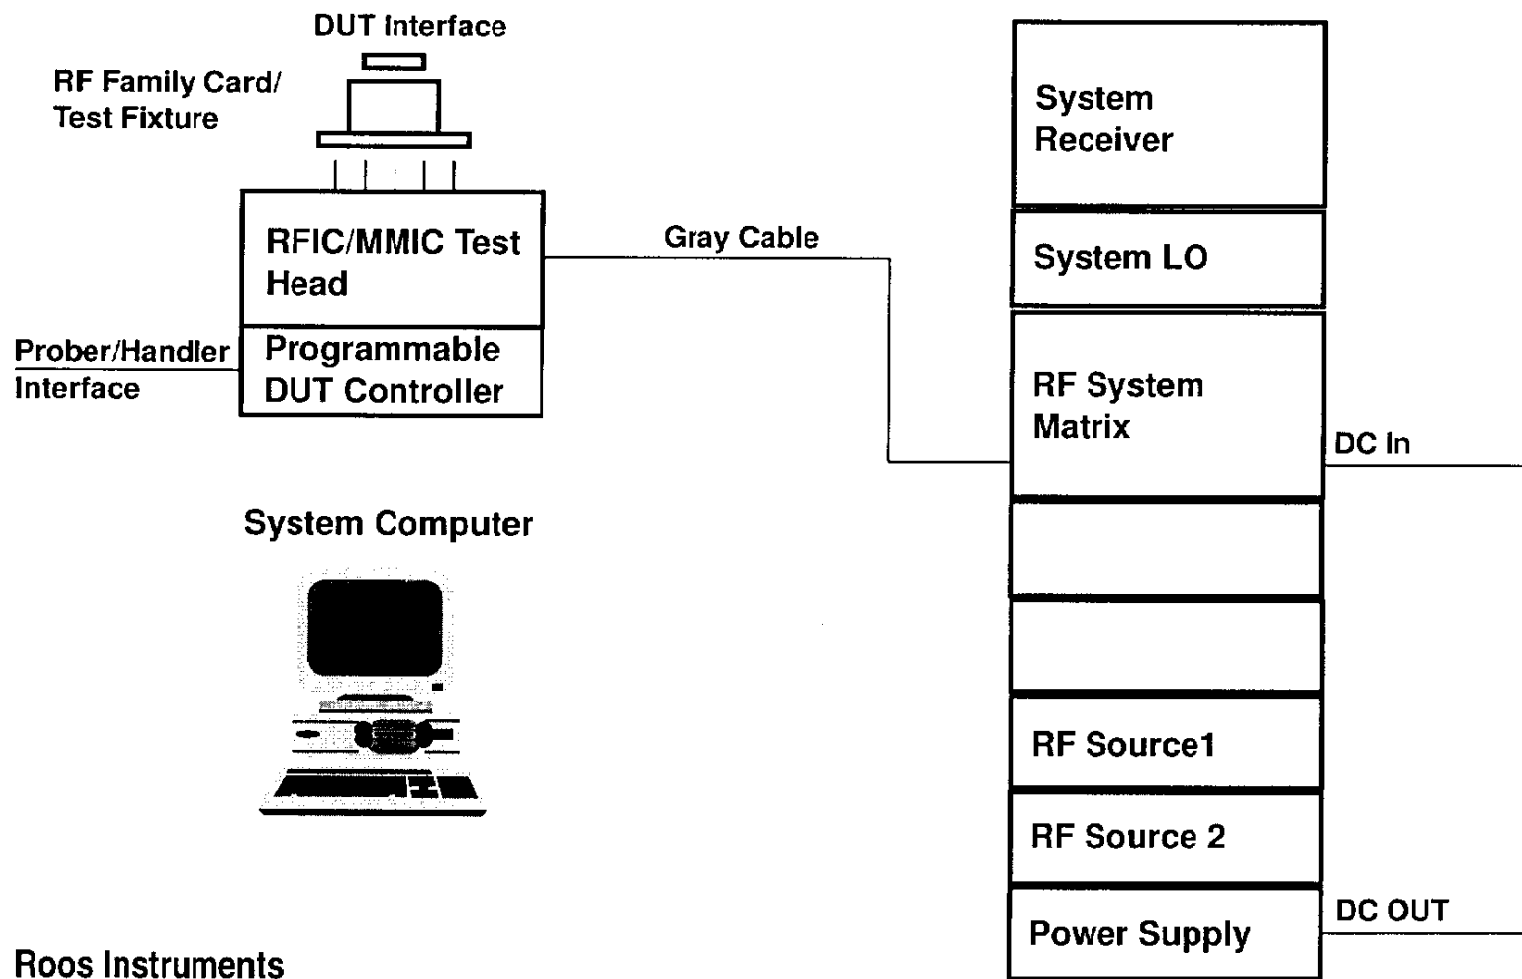 DUT Interface
RF Family Card/
Test Fixture
RFIC/MMIC Test
Head
Gray Cable
Prober/Handler
Interface
Programmable
DUT Controller
System Computer
Roos Instruments
System
Receiver
System LO
RF System
Matrix
DC In
RF Source1
RF Source 2
Power Supply
DC OUT